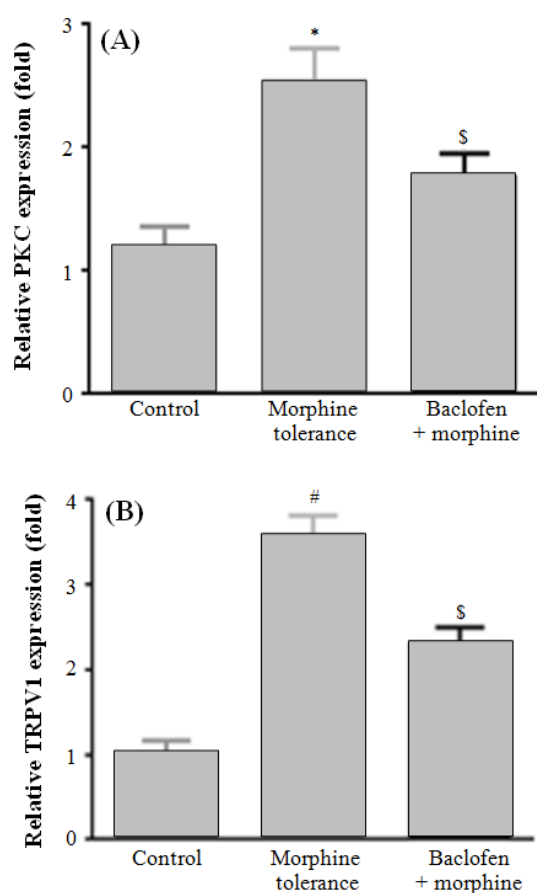 Relative PKC expression (fold)
(A)
3
2
1
0
*
$
Control
Morphine
tolerance
Baclofen
+ morphine
Relative TRPV1 expression (fold)
(B)
4
3
2
1
0
#
$
Control
Morphine
tolerance
Baclofen
+ morphine